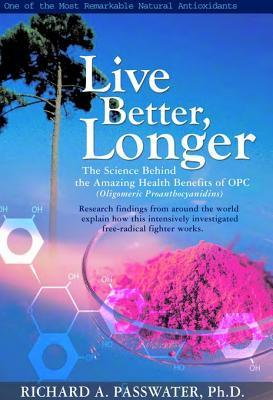 One of the Most Remarkable Natural Antioxidants
Live
Better,
Longer
The Science Behind
the Amazing Health Benefits of OPC
(Oligomeric Proanthocyanidins)
Research findings from around the world
explain how this intensively investigated
free-radical fighter works.
OH
OH
OH
HO
OH
RICHARD A. PASSWATER, Ph.D.